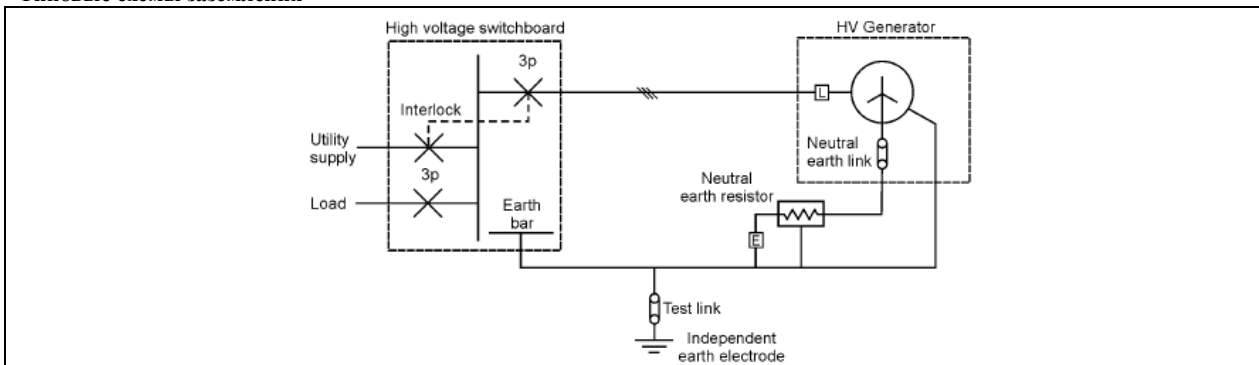 High voltage switchboard
HV Generator
3p
L
Interlock
Utility
supply
Neutral
earth link
3p
Neutral
earth resistor
Load
Earth
bar
E
Test link
Independent
earth electrode